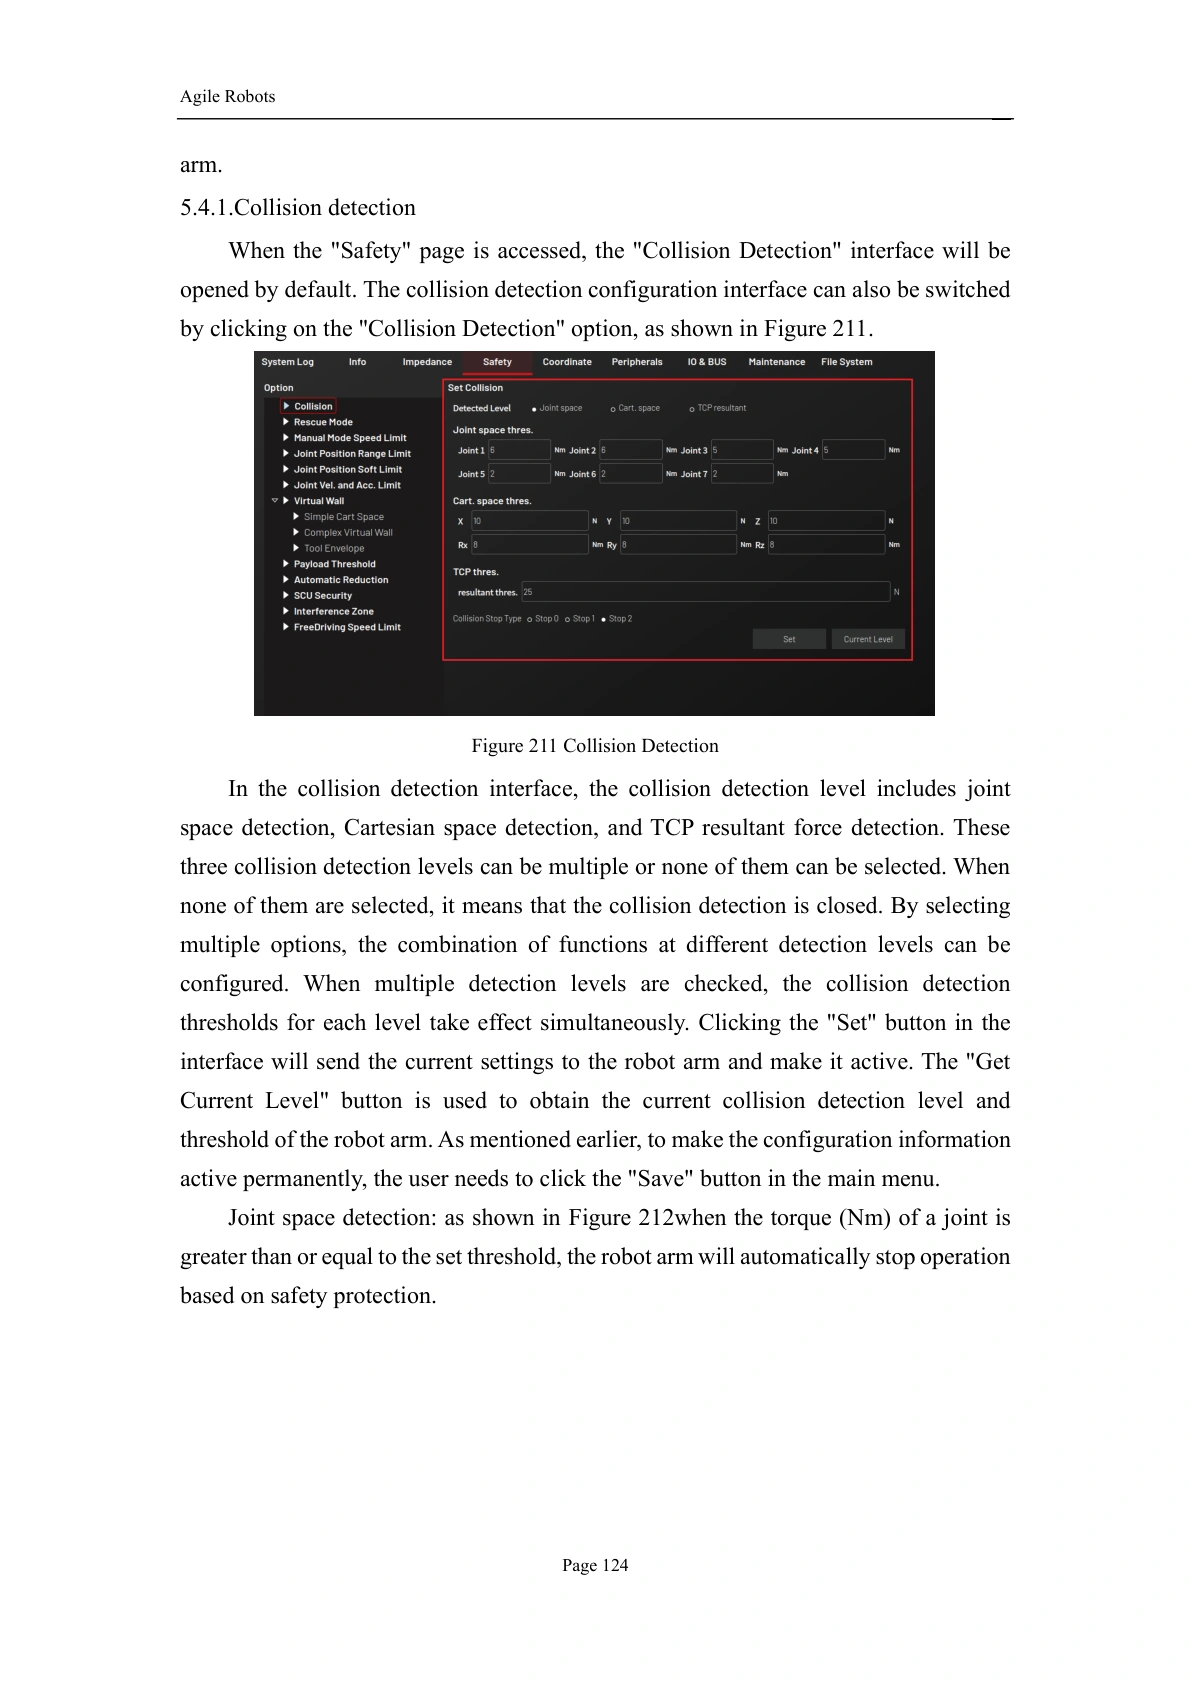 Agile Robots
arm.
5.4.1.Collision detection
When the "Safety" page is accessed, the "Collision Detection" interface will be
opened by default. The collision detection configuration interface can also be switched
by clicking on the "Collision Detection" option, as shown in Figure 211.
System Log Info Impedance Safety Coordinate Peripherals IO & BUS Maintenance File System
Option
Collision
Rescue Mode
Manual Mode Speed Limit
Joint Position Range Limit
Joint Position Soft Limit
Joint Vel. and Acc. Limit
Virtual Wall
Simple Cart Space
Complex Virtual Wall
Tool Envelope
Payload Threshold
Automatic Reduction
SCU Security
Interference Zone
FreeDriving Speed Limit
Set Collision
Detected Level Joint space Cart. space TCP resultant
Joint space thres.
Joint 1 6 Nm Joint 2 6 Nm Joint 3 5 Nm Joint 4 5 Nm
Joint 5 2 Nm Joint 6 2 Nm Joint 7 2 Nm
Cart. space thres.
X 10 N Y 10 N Z 10 N
Rx 8 Nm Ry 8 Nm Rz 8 Nm
TCP thres.
resultant thres. 25 N
Collision Stop Type Stop 0 Stop 1 Stop 2
Set Current Level
Figure 211 Collision Detection
In the collision detection interface, the collision detection level includes joint
space detection, Cartesian space detection, and TCP resultant force detection. These
three collision detection levels can be multiple or none of them can be selected. When
none of them are selected, it means that the collision detection is closed. By selecting
multiple options, the combination of functions at different detection levels can be
configured. When multiple detection levels are checked, the collision detection
thresholds for each level take effect simultaneously. Clicking the "Set" button in the
interface will send the current settings to the robot arm and make it active. The "Get
Current Level" button is used to obtain the current collision detection level and
threshold of the robot arm. As mentioned earlier, to make the configuration information
active permanently, the user needs to click the "Save" button in the main menu.
Joint space detection: as shown in Figure 212when the torque (Nm) of a joint is
greater than or equal to the set threshold, the robot arm will automatically stop operation
based on safety protection.
Page 124